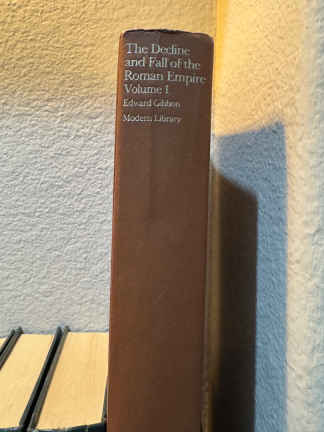 The Decline
and Fall of the
Roman Empire
Volume I
Edward Gibbon
Modern Library